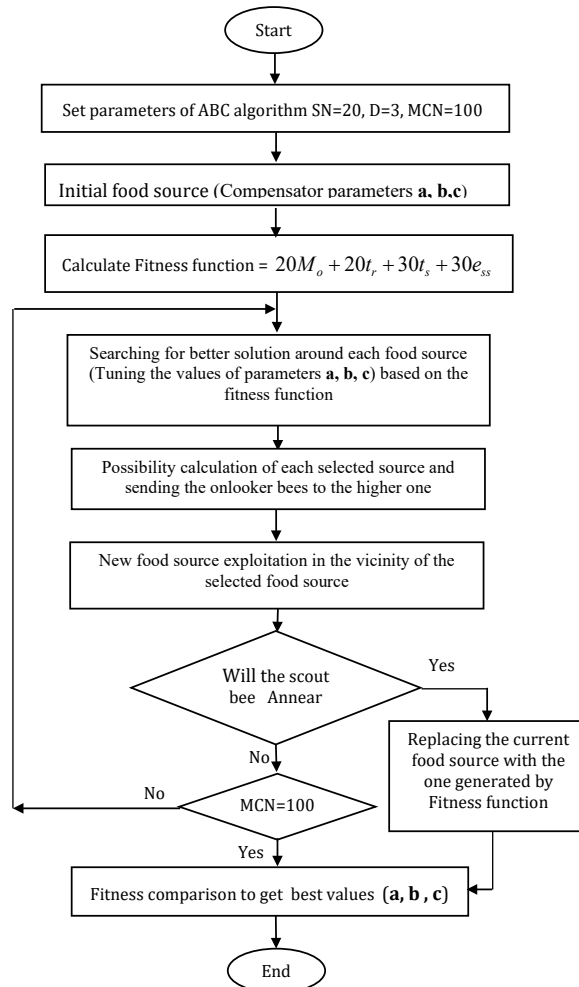 Start
Set parameters of ABC algorithm SN=20, D=3, MCN=100
Initial food source (Compensator parameters a, b,c)
Calculate Fitness function = 20M_o + 20t_r + 30t_s + 30e_ss
Searching for better solution around each food source
(Tuning the values of parameters a, b, c) based on the
fitness function
Possibility calculation of each selected source and
sending the onlooker bees to the higher one
New food source exploitation in the vicinity of the
selected food source
Will the scout
bee Annear
Yes
No
Replacing the current
food source with the
one generated by
Fitness function
MCN=100
No
Yes
Fitness comparison to get best values (a, b , c)
End